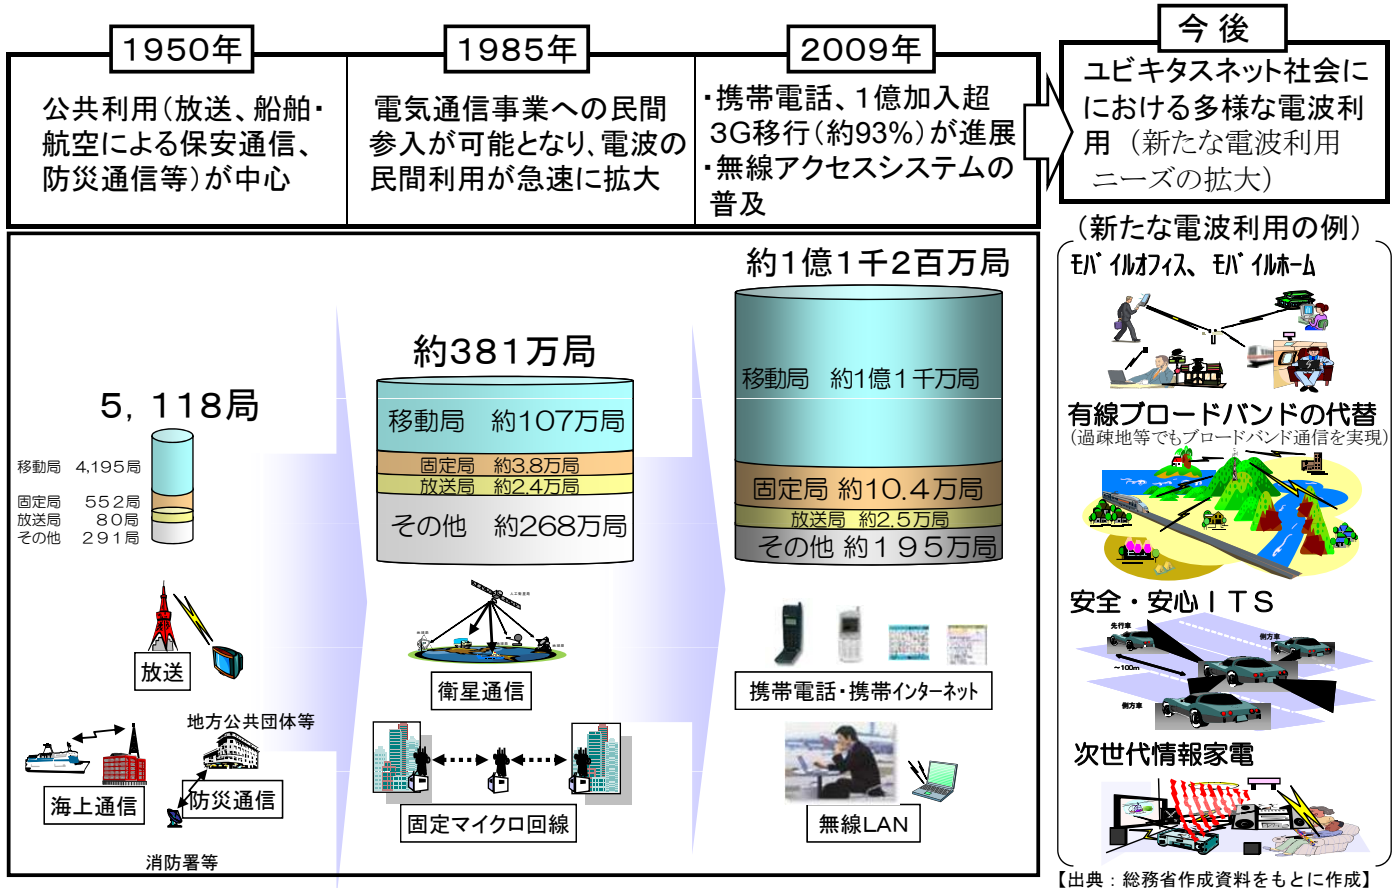 1950年
公共利用(放送、船舶・
航空による保安通信、
防災通信等)が中心
1985年
電気通信事業への民間
参入が可能となり、電波の
民間利用が急速に拡大
2009年
・携帯電話、1億加入超
3G移行(約93%)が進展
・無線アクセスシステムの
普及
今後
ユビキタスネット社会に
における多様な電波利
用(新たな電波利用
ニーズの拡大)
5,118局
移動局 4,195局
固定局 552局
放送局 80局
その他 291局
放送
地方公共団体等
海上通信
防災通信
消防署等
約381万局
移動局 約107万局
固定局 約3.8万局
放送局 約2.4万局
その他 約268万局
衛星通信
固定マイクロ回線
約1億1千2百万局
移動局 約1億1千万局
固定局 約10.4万局
放送局 約2.5万局
その他 約195万局
携帯電話・携帯インターネット
無線LAN
(新たな電波利用の例)
モバイルオフィス、モバイルホーム
有線ブロードバンドの代替
(過疎地等でもブロードバンド通信を実現)
安全・安心ITS
先行車
側方車
~100m
側方車
次世代情報家電
【出典:総務省作成資料をもとに作成】